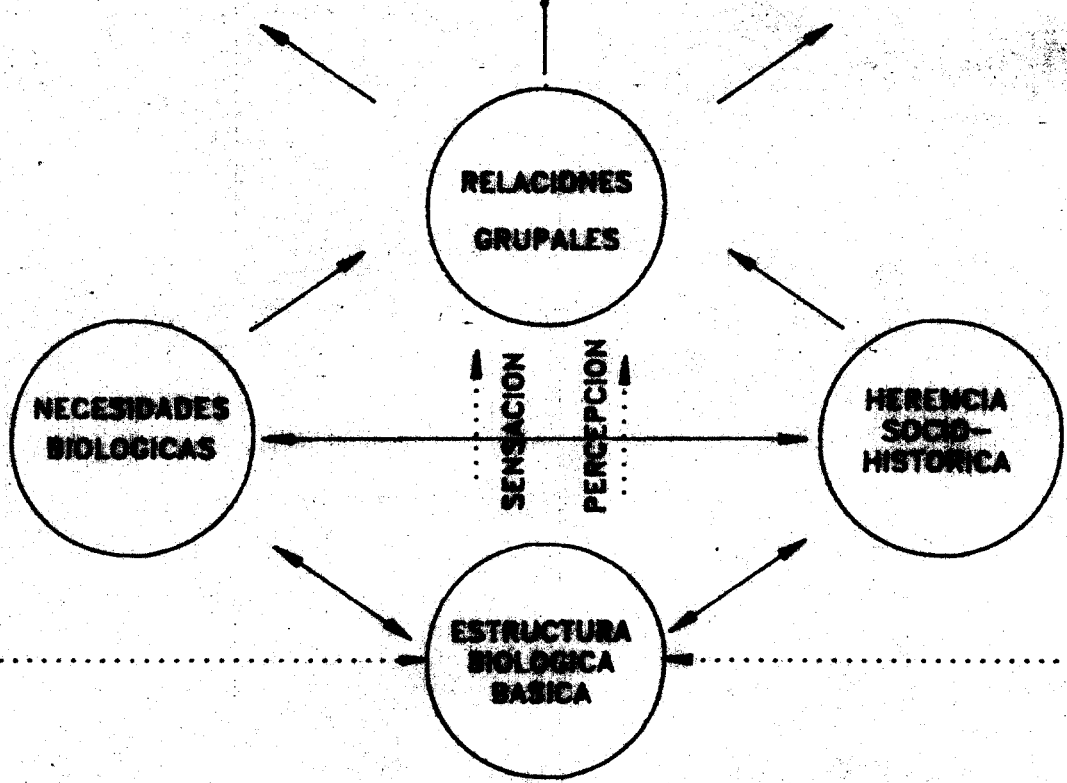 RELACIONES
GRUPALES
NECESIDADES
BIOLOGICAS
SENSACION
PERCEPCION
HERENCIA
SOCIO-
HISTORICA
ESTRUCTURA
BIOLOGICA
BASICA